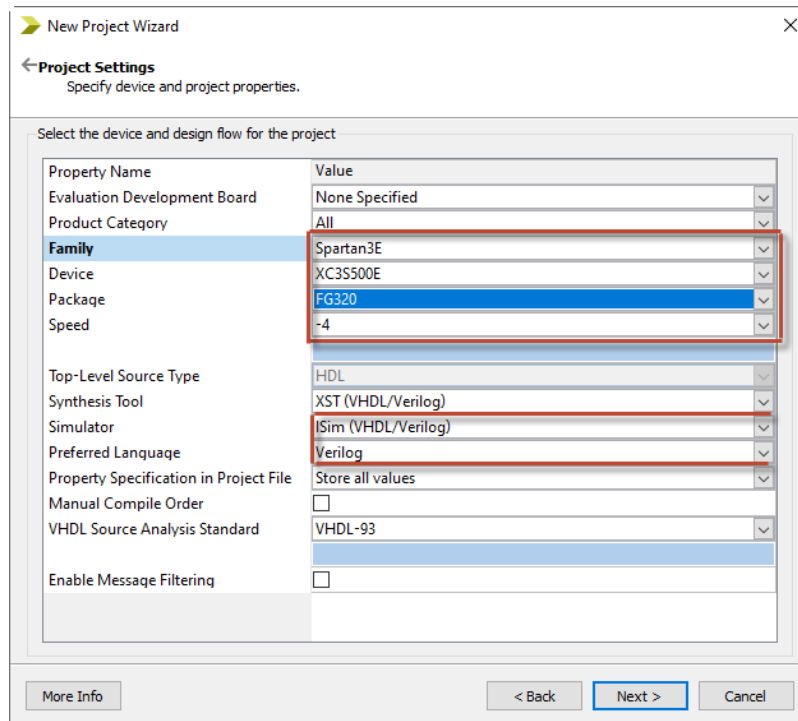 New Project Wizard
Project Settings
Specify device and project properties.
Select the device and design flow for the project
Property Name Value
Evaluation Development Board None Specified
Product Category All
Family Spartan3E
Device XC3S500E
Package FG320
Speed -4
Top-Level Source Type HDL
Synthesis Tool XST (VHDL/Verilog)
Simulator ISim (VHDL/Verilog)
Preferred Language Verilog
Property Specification in Project File Store all values
Manual Compile Order
VHDL Source Analysis Standard VHDL-93
Enable Message Filtering
More Info < Back Next > Cancel